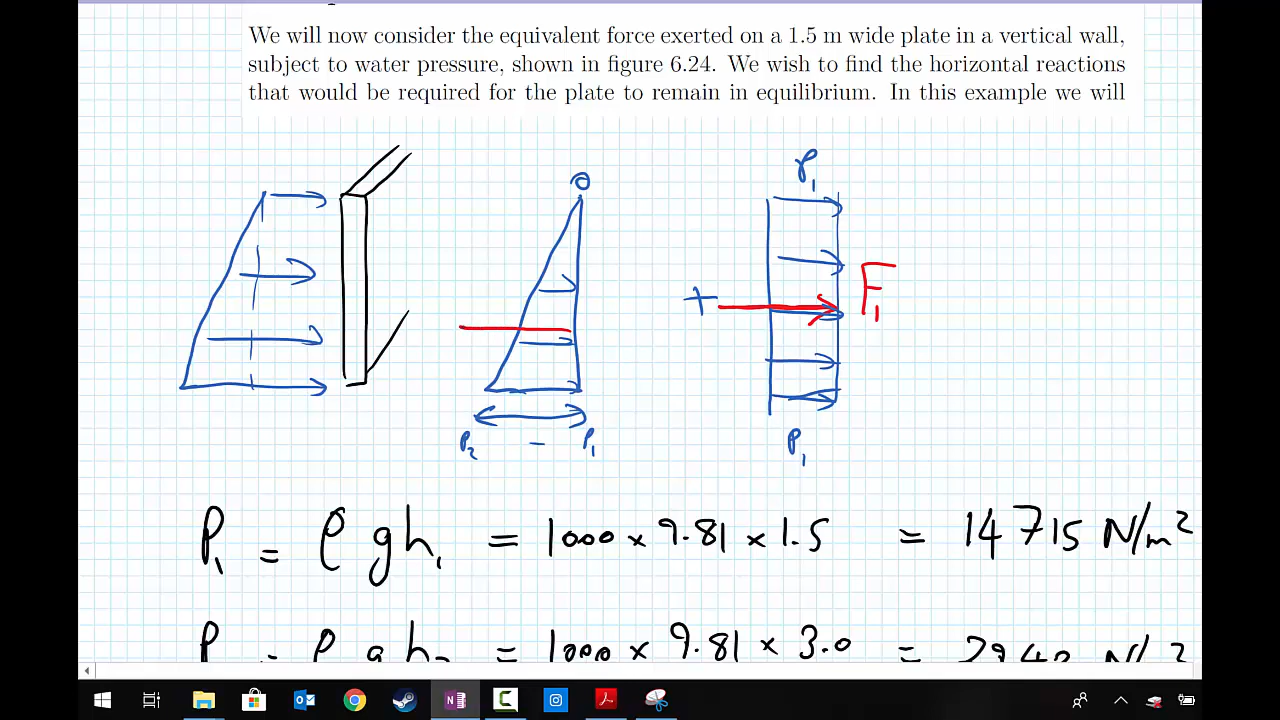 We will now consider the equivalent force exerted on a 1.5 m wide plate in a vertical wall,
subject to water pressure, shown in figure 6.24. We wish to find the horizontal reactions
that would be required for the plate to remain in equilibrium. In this example we will
0
P₁
+
F₁
P₂ - P₁
P₁
P₁ = ρgh₁ = 1000 × 9.81 × 1.5 = 14715 N/m²
= 1000 × 9.81 × 3.0 =